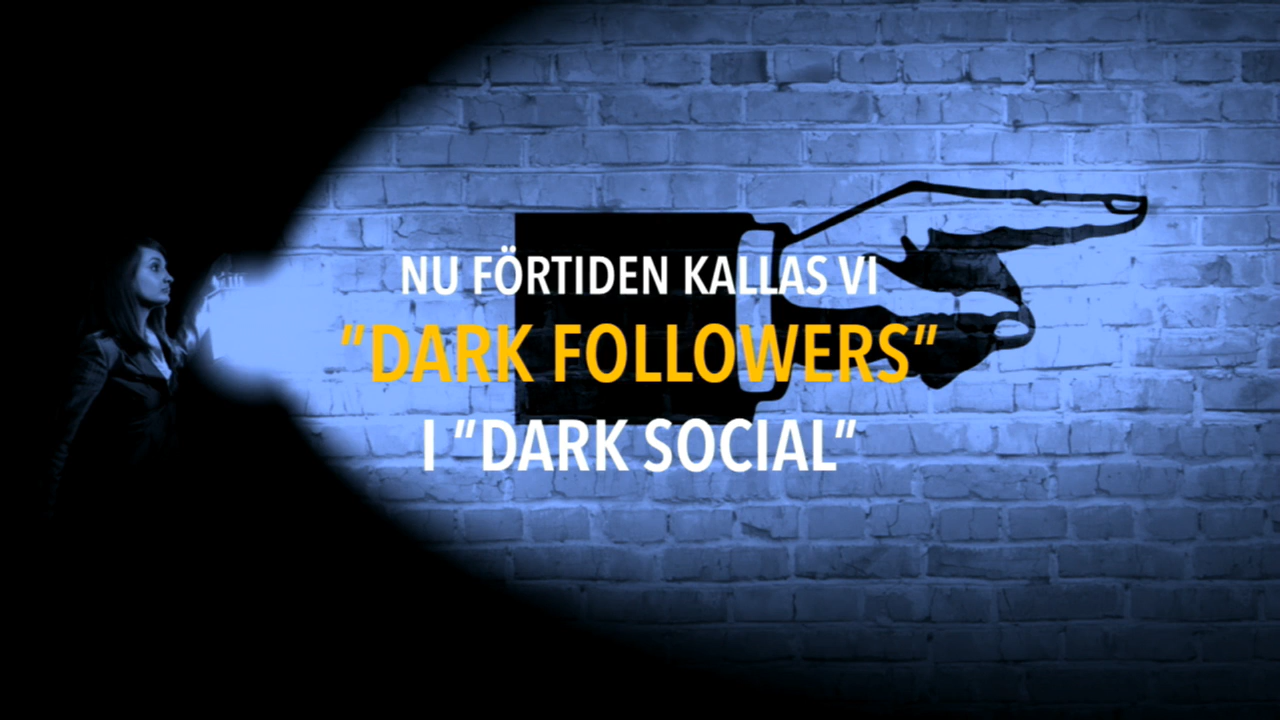 NU FÖRTIDEN KALLAS VI
"DARK FOLLOWERS"
I "DARK SOCIAL"